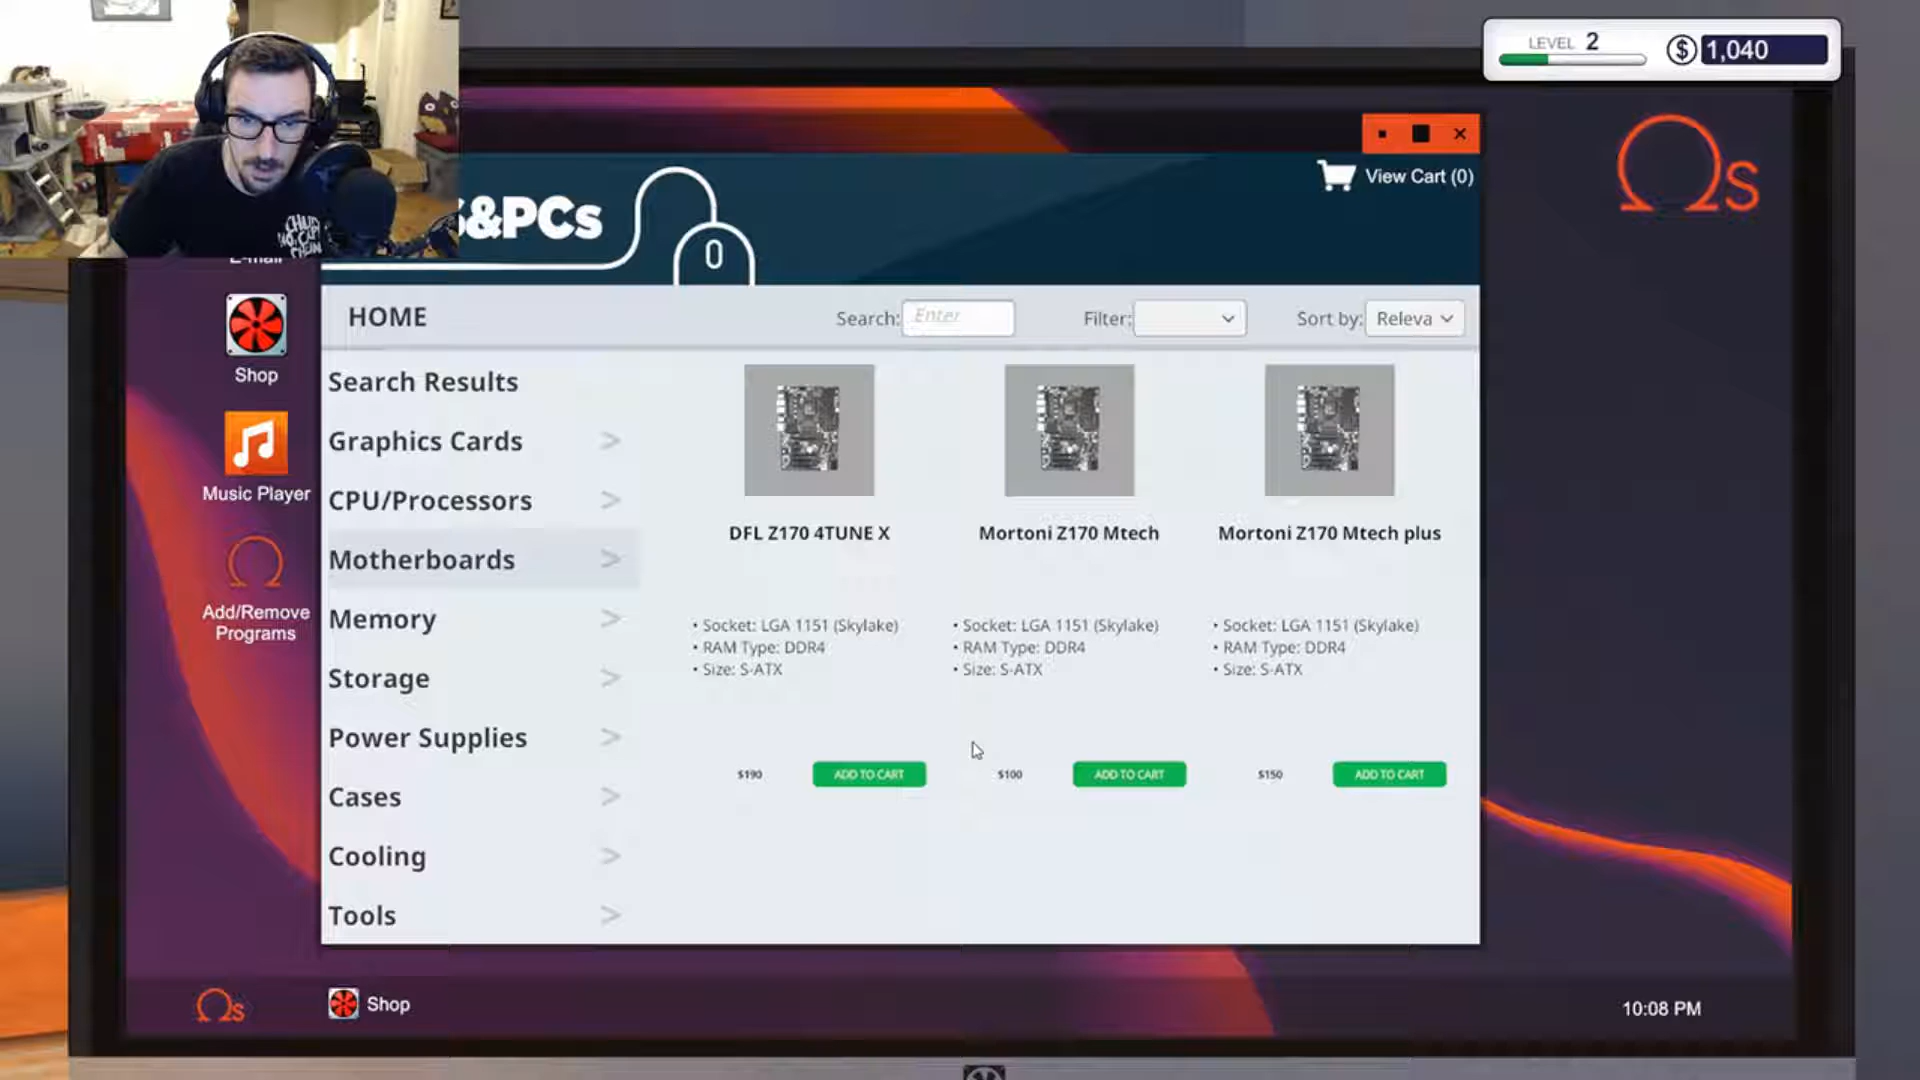 LEVEL 2
$ 1,040
View Cart (0)
&PCs
E-mail
HOME
Search: Enter
Filter:
Sort by: Releva
Shop
Music Player
Add/Remove
Programs
Search Results
Graphics Cards >
CPU/Processors >
Motherboards >
Memory >
Storage >
Power Supplies >
Cases >
Cooling >
Tools >
DFL Z170 4TUNE X
• Socket: LGA 1151 (Skylake)
• RAM Type: DDR4
• Size: S-ATX
$190
ADD TO CART
Mortoni Z170 Mtech
• Socket: LGA 1151 (Skylake)
• RAM Type: DDR4
• Size: S-ATX
$100
ADD TO CART
Mortoni Z170 Mtech plus
• Socket: LGA 1151 (Skylake)
• RAM Type: DDR4
• Size: S-ATX
$150
ADD TO CART
Ωs
Ωs
Shop
10:08 PM